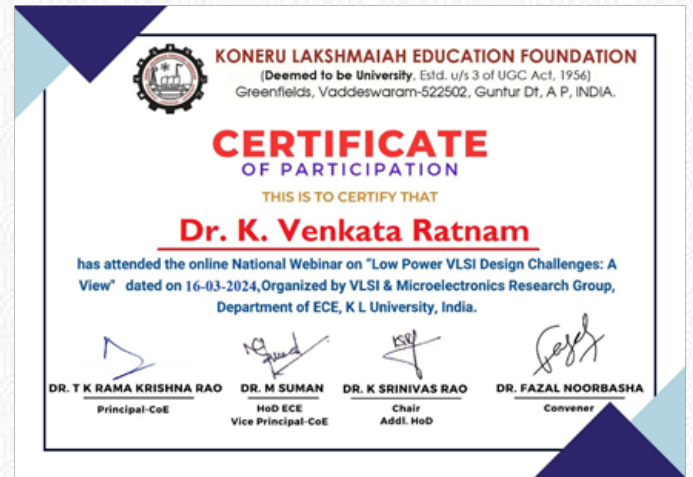 KONERU LAKSHMAIAH EDUCATION FOUNDATION
(Deemed to be University, Estd. u/s 3 of UGC Act, 1956)
Greenfields, Vaddeswaram-522502, Guntur Dt, A P, INDIA.
CERTIFICATE
OF PARTICIPATION
THIS IS TO CERTIFY THAT
Dr. K. Venkata Ratnam
has attended the online National Webinar on "Low Power VLSI Design Challenges: A
View" dated on 16-03-2024,Organized by VLSI & Microelectronics Research Group,
Department of ECE, K L University, India.
DR. T K RAMA KRISHNA RAO DR. M SUMAN DR. K SRINIVAS RAO DR. FAZAL NOORBASHA
Principal-CoE HoD ECE Chair Convener
Vice Principal-CoE Addl. HoD